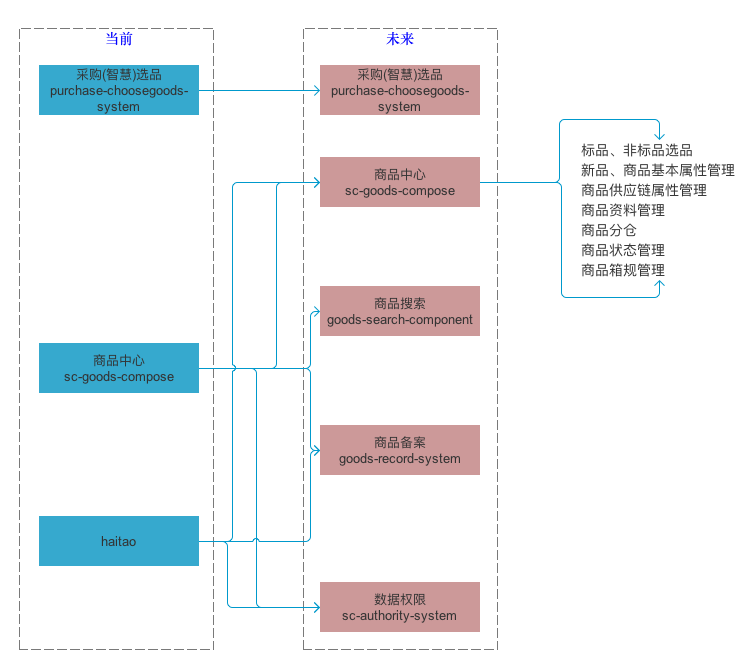 当前
采购(智慧)选品
purchase-choosegoods-
system
商品中心
sc-goods-compose
haitao
未来
采购(智慧)选品
purchase-choosegoods-
system
商品中心
sc-goods-compose
商品搜索
goods-search-component
商品备案
goods-record-system
数据权限
sc-authority-system
标品、非标品选品
新品、商品基本属性管理
商品供应链属性管理
商品资料管理
商品分仓
商品状态管理
商品箱规管理